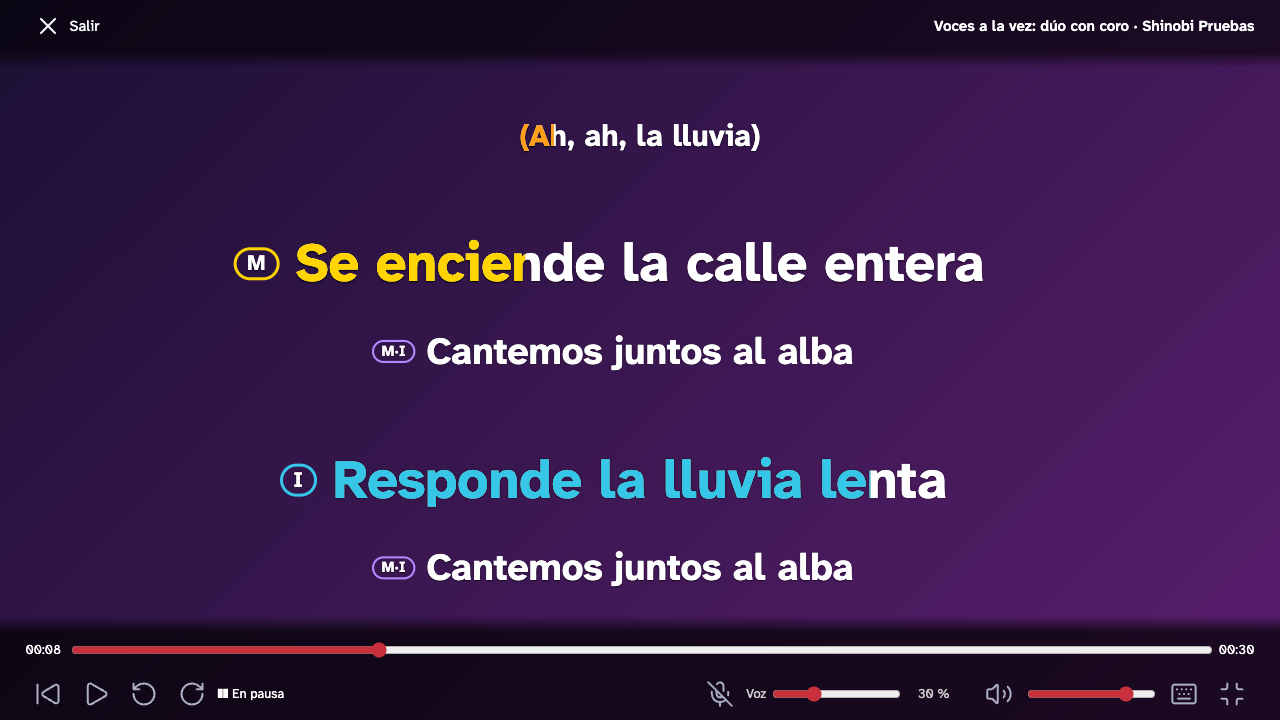 Salir
Voces a la vez: dúo con coro · Shinobi Pruebas
(Ah, ah, la lluvia)
M Se enciende la calle entera
M·I Cantemos juntos al alba
I Responde la lluvia lenta
M·I Cantemos juntos al alba
00:08
00:30
En pausa
Voz
30 %